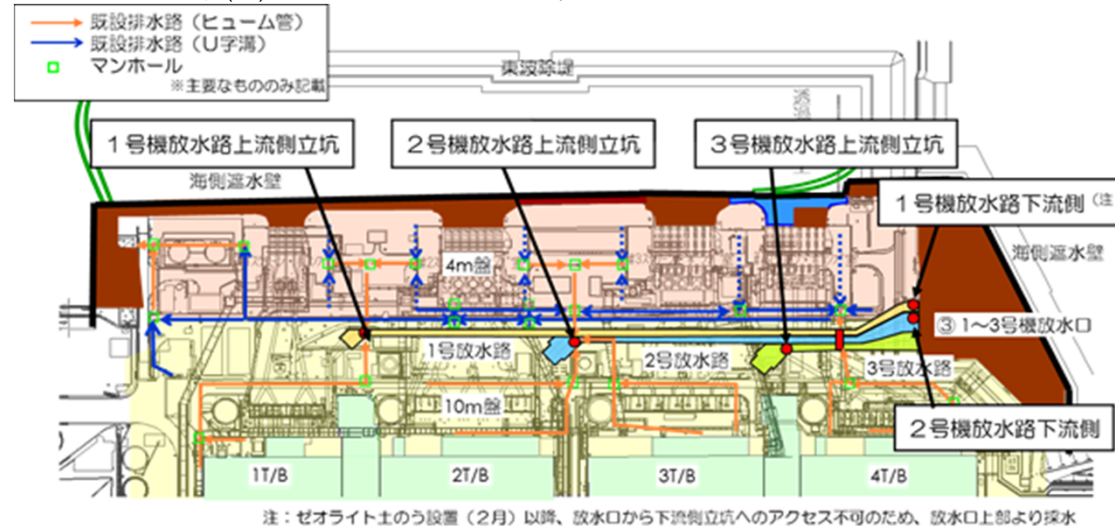 既設排水路（ヒューム管）
既設排水路（U字溝）
マンホール
※主要なもののみ記載
東波除堤
1号機放水路上流側立坑
2号機放水路上流側立坑
3号機放水路上流側立坑
海側遮水壁
1号機放水路下流側（注
海側遮水壁
4m盤
③ 1～3号機放水口
1号放水路
2号放水路
3号放水路
10m盤
2号機放水路下流側
1T/B
2T/B
3T/B
4T/B
注：ゼオライト土のう設置（2月）以降、放水口から下流側立坑へのアクセス不可のため、放水口上部より採水